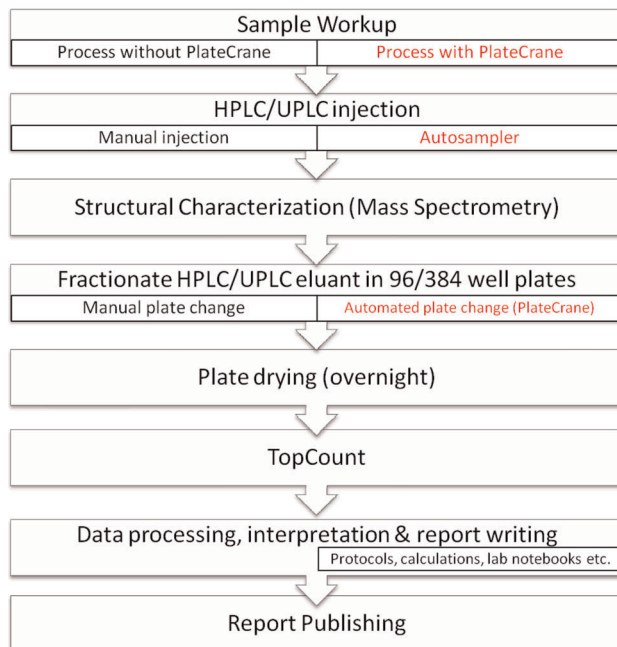 Sample Workup
Process without PlateCrane
Process with PlateCrane
HPLC/UPLC injection
Manual injection
Autosampler
Structural Characterization (Mass Spectrometry)
Fractionate HPLC/UPLC eluant in 96/384 well plates
Manual plate change
Automated plate change (PlateCrane)
Plate drying (overnight)
TopCount
Data processing, interpretation & report writing
Protocols, calculations, lab notebooks etc.
Report Publishing